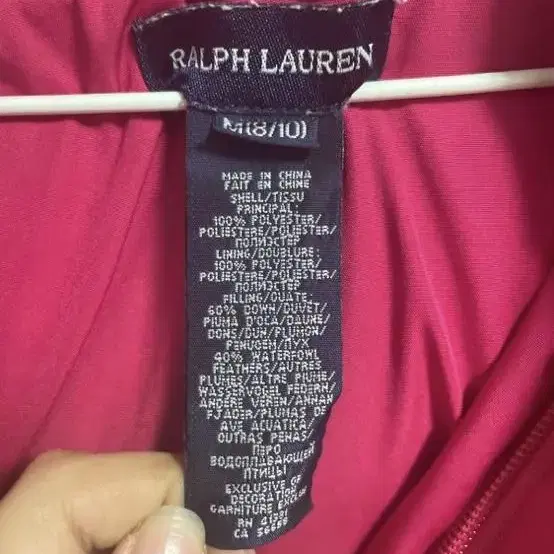 RALPH LAUREN
M(8/10)
MADE IN CHINA
FAIT EN CHINE
SHELL/TISSU
PRINCIPAL:
100% POLYESTER/
POLIESTERE/POLIESTER/
ПОЛИЭСТЕР
LINING/DOUBLURE:
100% POLYESTER/
POLIESTERE/POLIESTER/
ПОЛИЭСТЕР
FILLING/OUATE:
60% DOWN/DUVET/
PIUMA D'OCA/DAUNE/
DONS/DUN/PLUMON/
PENUGEM/ПУХ
40% WATERFOWL
FEATHERS/AUTRES
PLUMES/ALTRE PIUME/
WASSERVOGEL FEDERN/
ANDERE VEREN/ANNAN
FJÄDER/PLUMAS DE
AVE ACUATICA/
OUTRAS PENAS/
ПЕРО
ВОДОПЛАВАЮЩЕЙ
ПТИЦЫ
EXCLUSIVE OF
DECORATION
GARNITURE
RN 41381
CA